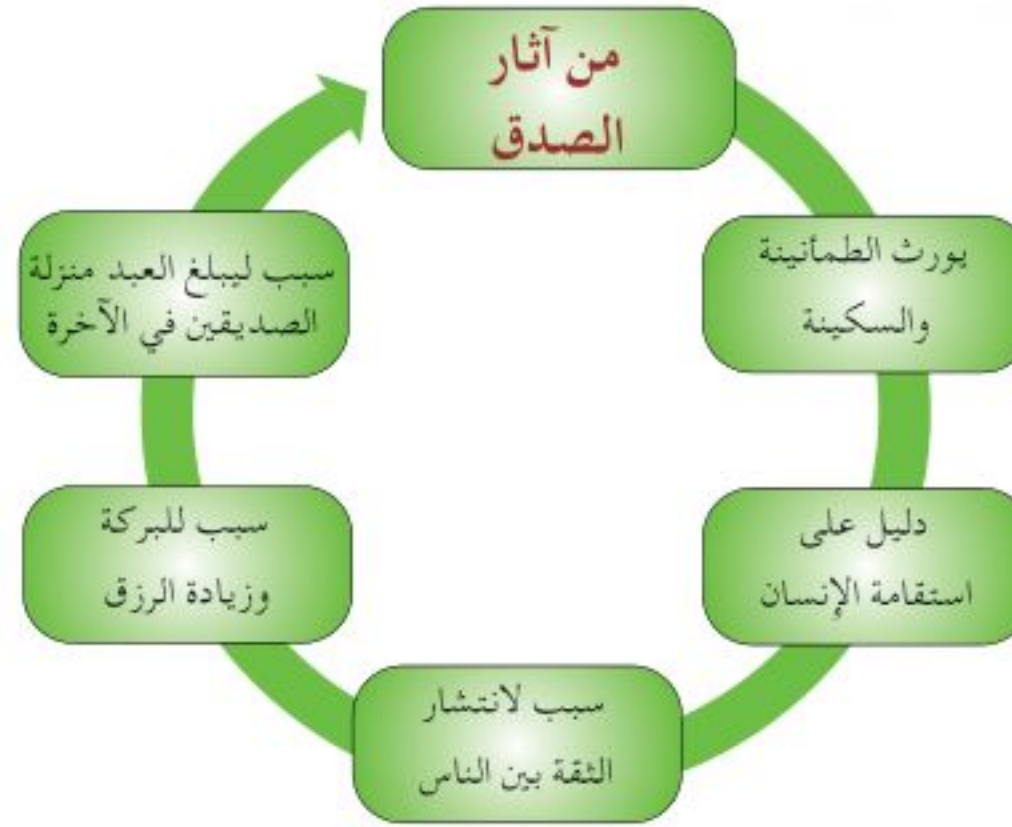 من آثار
الصدق
يورث الطمأنينة
والسكينة
دليل على
استقامة الإنسان
سبب لانتشار
الثقة بين الناس
سبب للبركة
وزيادة الرزق
سبب ليبلغ العبد منزلة
الصديقين في الآخرة